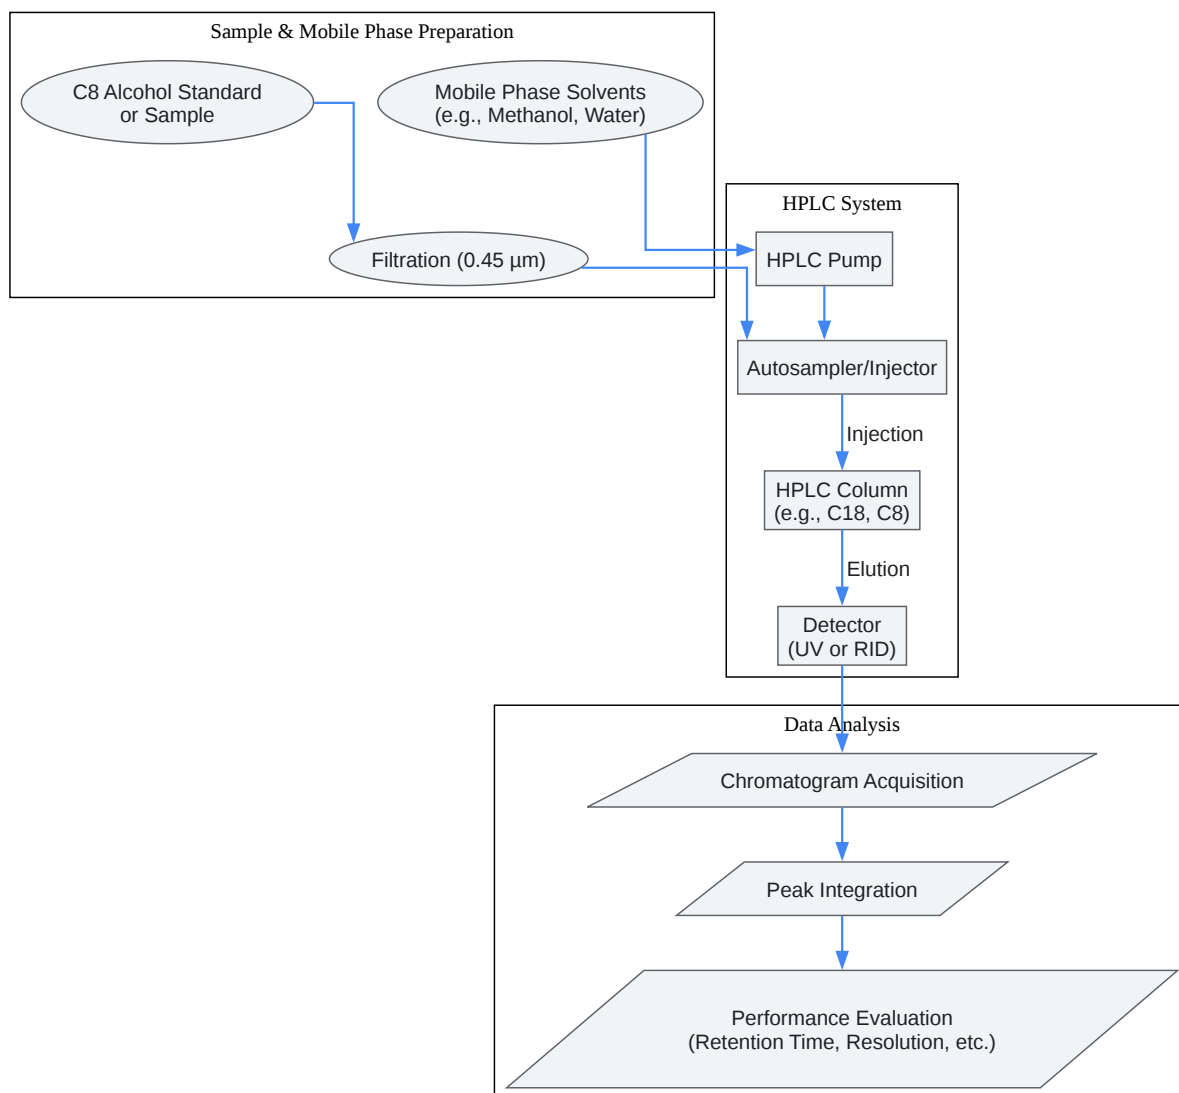 Sample & Mobile Phase Preparation
C8 Alcohol Standard
or Sample
Mobile Phase Solvents
(e.g., Methanol, Water)
Filtration (0.45 µm)
HPLC System
HPLC Pump
Autosampler/Injector
Injection
HPLC Column
(e.g., C18, C8)
Elution
Detector
(UV or RID)
Data Analysis
Chromatogram Acquisition
Peak Integration
Performance Evaluation
(Retention Time, Resolution, etc.)